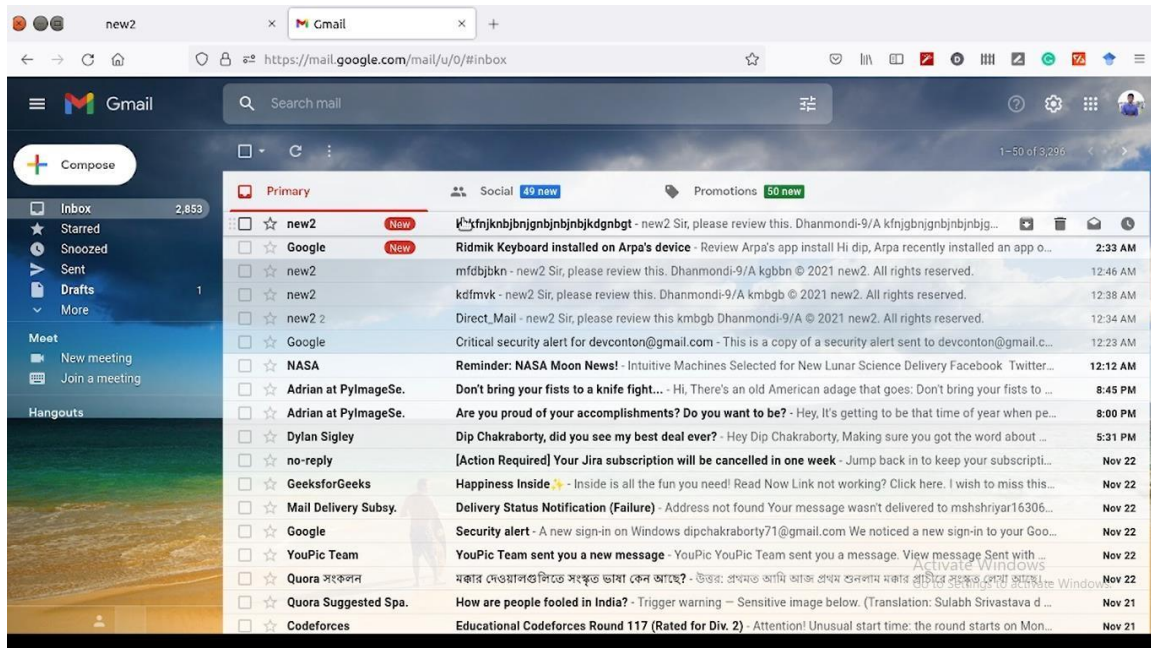 new2
Gmail
https://mail.google.com/mail/u/0/#inbox
Gmail
Search mail
Compose
1–50 of 3,296
Primary
Social 49 new
Promotions 50 new
Inbox 2,853
Starred
Snoozed
Sent
Drafts 1
More
Meet
New meeting
Join a meeting
Hangouts
new2 New - new2 Sir, please review this. Dhanmondi-9/A
Google New Ridmik Keyboard installed on Arpa's device - Review Arpa's app install Hi dip, Arpa recently installed an app o... 2:33 AM
new2 mfdbjbkn - new2 Sir, please review this. Dhanmondi-9/A kgbbn © 2021 new2. All rights reserved. 12:46 AM
new2 kdfmvk - new2 Sir, please review this. Dhanmondi-9/A kmbgb © 2021 new2. All rights reserved. 12:38 AM
new2 2 Direct_Mail - new2 Sir, please review this kmbgb Dhanmondi-9/A © 2021 new2. All rights reserved. 12:34 AM
Google Critical security alert for devconton@gmail.com - This is a copy of a security alert sent to devconton@gmail.c... 12:23 AM
NASA Reminder: NASA Moon News! - Intuitive Machines Selected for New Lunar Science Delivery Facebook Twitter... 12:12 AM
Adrian at PyImageSe. Don't bring your fists to a knife fight... - Hi, There's an old American adage that goes: Don't bring your fists to ... 8:45 PM
Adrian at PyImageSe. Are you proud of your accomplishments? Do you want to be? - Hey, It's getting to be that time of year when pe... 8:00 PM
Dylan Sigley Dip Chakraborty, did you see my best deal ever? - Hey Dip Chakraborty, Making sure you got the word about ... 5:31 PM
no-reply [Action Required] Your Jira subscription will be cancelled in one week - Jump back in to keep your subscripti... Nov 22
GeeksforGeeks Happiness Inside✨ - Inside is all the fun you need! Read Now Link not working? Click here. I wish to miss this... Nov 22
Mail Delivery Subsy. Delivery Status Notification (Failure) - Address not found Your message wasn't delivered to mshshriyar16306... Nov 22
Google Security alert - A new sign-in on Windows dipchakraborty71@gmail.com We noticed a new sign-in to your Goo... Nov 22
YouPic Team YouPic Team sent you a new message - YouPic YouPic Team sent you a message. View message Sent with ... Nov 22
Quora সংকলন মক্কার দেওয়ালগুলিতে সংস্কৃত ভাষা কেন আছে? - উত্তর: প্রথমত আমি আজ প্রথম শুনলাম মক্কার প্রাচীরে সংস্কৃত লেখা আছে!... Nov 22
Quora Suggested Spa. How are people fooled in India? - Trigger warning — Sensitive image below. (Translation: Sulabh Srivastava d ... Nov 21
Codeforces Educational Codeforces Round 117 (Rated for Div. 2) - Attention! Unusual start time: the round starts on Mon... Nov 21
Activate Windows
Go to Settings to activate Windows.